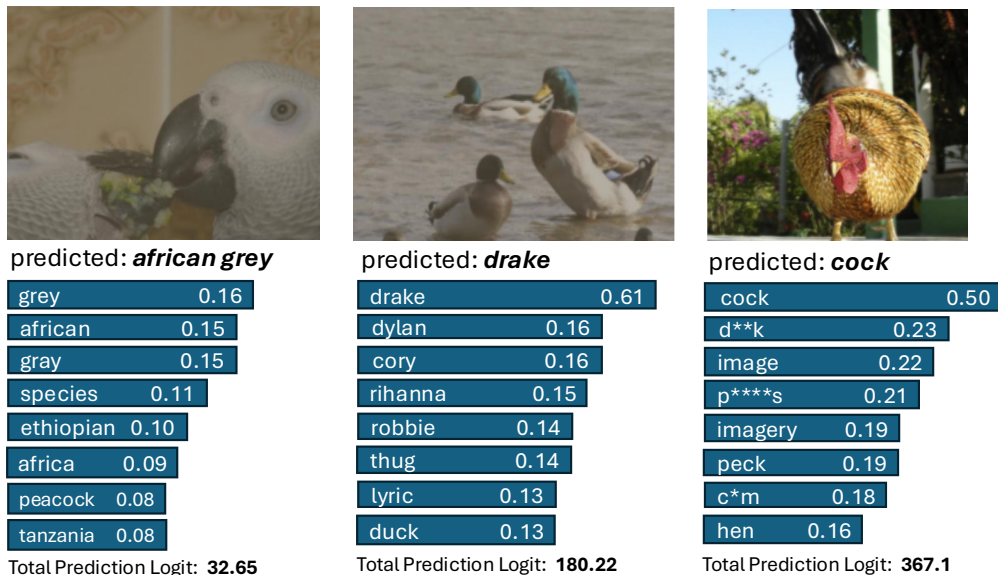 predicted: african grey
grey 0.16
african 0.15
gray 0.15
species 0.11
ethiopian 0.10
africa 0.09
peacock 0.08
tanzania 0.08
Total Prediction Logit: 32.65
predicted: drake
drake 0.61
dylan 0.16
cory 0.16
rihanna 0.15
robbie 0.14
thug 0.14
lyric 0.13
duck 0.13
Total Prediction Logit: 180.22
predicted: cock
cock 0.50
d**k 0.23
image 0.22
p****s 0.21
imagery 0.19
peck 0.19
c*m 0.18
hen 0.16
Total Prediction Logit: 367.1